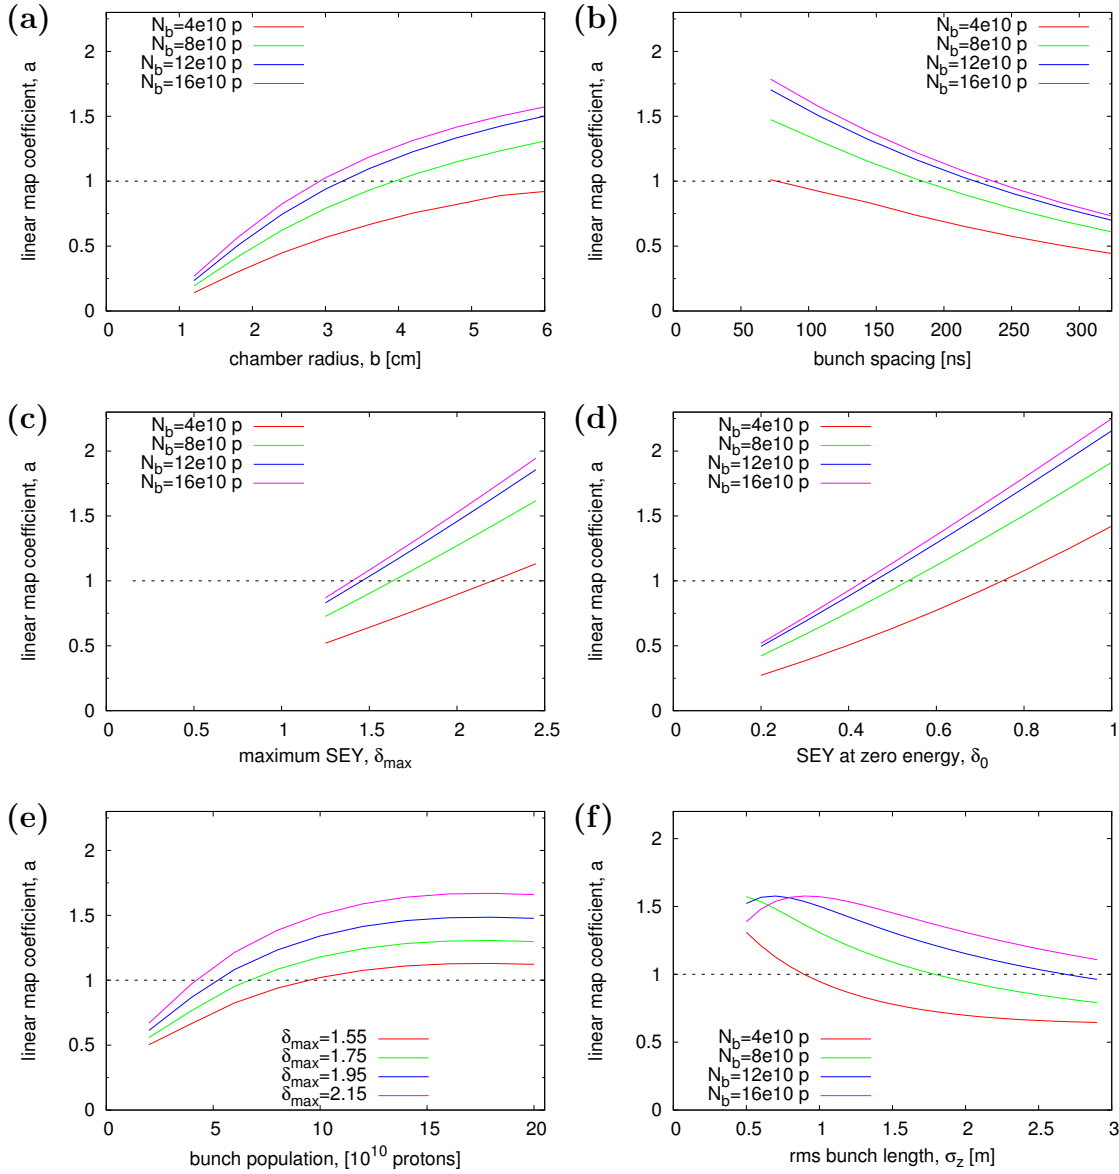 (a)
N_b=4e10 p
N_b=8e10 p
N_b=12e10 p
N_b=16e10 p
linear map coefficient, a
0
0.5
1
1.5
2
0 1 2 3 4 5 6
chamber radius, b [cm]
(b)
N_b=4e10 p
N_b=8e10 p
N_b=12e10 p
N_b=16e10 p
linear map coefficient, a
0
0.5
1
1.5
2
0 50 100 150 200 250 300
bunch spacing [ns]
(c)
N_b=4e10 p
N_b=8e10 p
N_b=12e10 p
N_b=16e10 p
linear map coefficient, a
0
0.5
1
1.5
2
0 0.5 1 1.5 2 2.5
maximum SEY, δ_max
(d)
N_b=4e10 p
N_b=8e10 p
N_b=12e10 p
N_b=16e10 p
linear map coefficient, a
0
0.5
1
1.5
2
0 0.2 0.4 0.6 0.8 1
SEY at zero energy, δ_0
(e)
linear map coefficient, a
0
0.5
1
1.5
2
δ_max=1.55
δ_max=1.75
δ_max=1.95
δ_max=2.15
0 5 10 15 20
bunch population, [10^10 protons]
(f)
linear map coefficient, a
0
0.5
1
1.5
2
N_b=4e10 p
N_b=8e10 p
N_b=12e10 p
N_b=16e10 p
0 0.5 1 1.5 2 2.5 3
rms bunch length, σ_z [m]